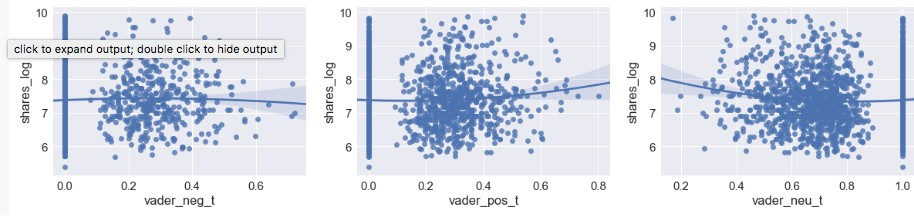 10
9
8
7
6
shares_log
0.0 0.2 0.4 0.6
vader_neg_t
click to expand output; double click to hide output
10
9
8
7
6
shares_log
0.0 0.2 0.4 0.6 0.8
vader_pos_t
10
9
8
7
6
shares_log
0.2 0.4 0.6 0.8 1.0
vader_neu_t